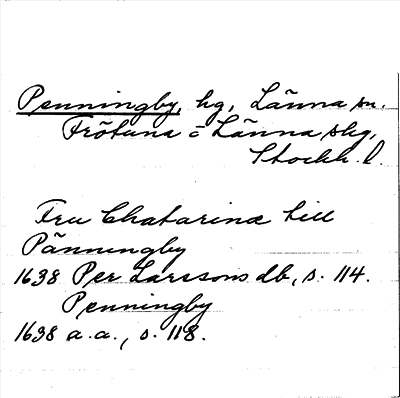 Penningby, hg, Länna sn.
Frötuna o Länna skg,
Stockh. l.
Fru Chatarina till
Pänningby
1638 Per Larssons db, s. 114.
Penningby
1638 a.a., s. 118.